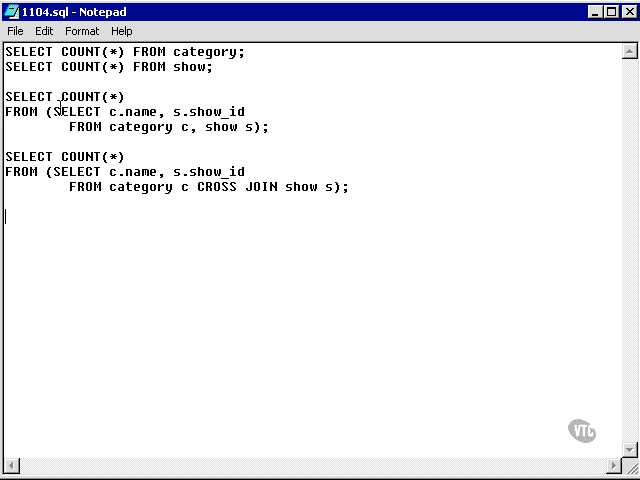 1104.sql - Notepad
File Edit Format Help
SELECT COUNT(*) FROM category;
SELECT COUNT(*) FROM show;
SELECT COUNT(*)
FROM (SELECT c.name, s.show_id
FROM category c, show s);
SELECT COUNT(*)
FROM (SELECT c.name, s.show_id
FROM category c CROSS JOIN show s);
VTC